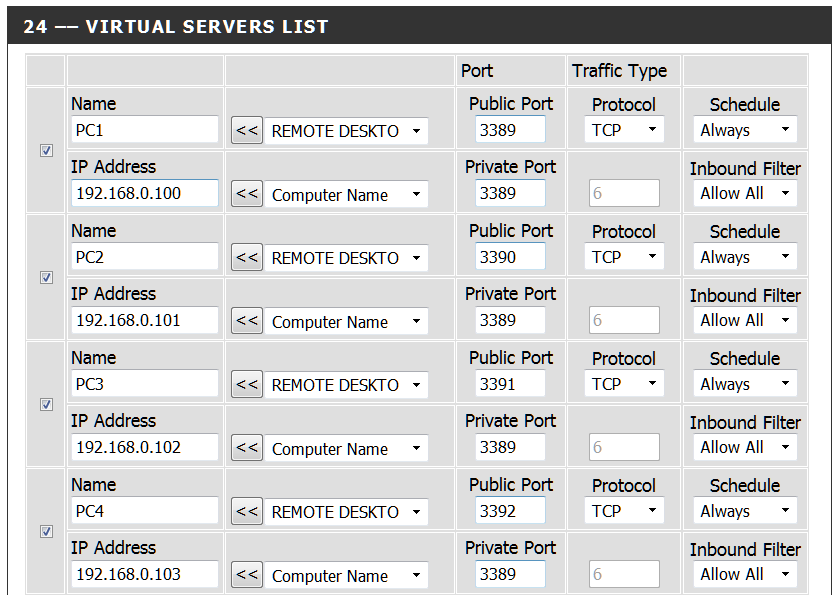 24 — VIRTUAL SERVERS LIST
Port Traffic Type
Name Public Port Protocol Schedule
PC1 << REMOTE DESKTO 3389 TCP Always
IP Address Private Port Inbound Filter
192.168.0.100 << Computer Name 3389 6 Allow All
Name Public Port Protocol Schedule
PC2 << REMOTE DESKTO 3390 TCP Always
IP Address Private Port Inbound Filter
192.168.0.101 << Computer Name 3389 6 Allow All
Name Public Port Protocol Schedule
PC3 << REMOTE DESKTO 3391 TCP Always
IP Address Private Port Inbound Filter
192.168.0.102 << Computer Name 3389 6 Allow All
Name Public Port Protocol Schedule
PC4 << REMOTE DESKTO 3392 TCP Always
IP Address Private Port Inbound Filter
192.168.0.103 << Computer Name 3389 6 Allow All